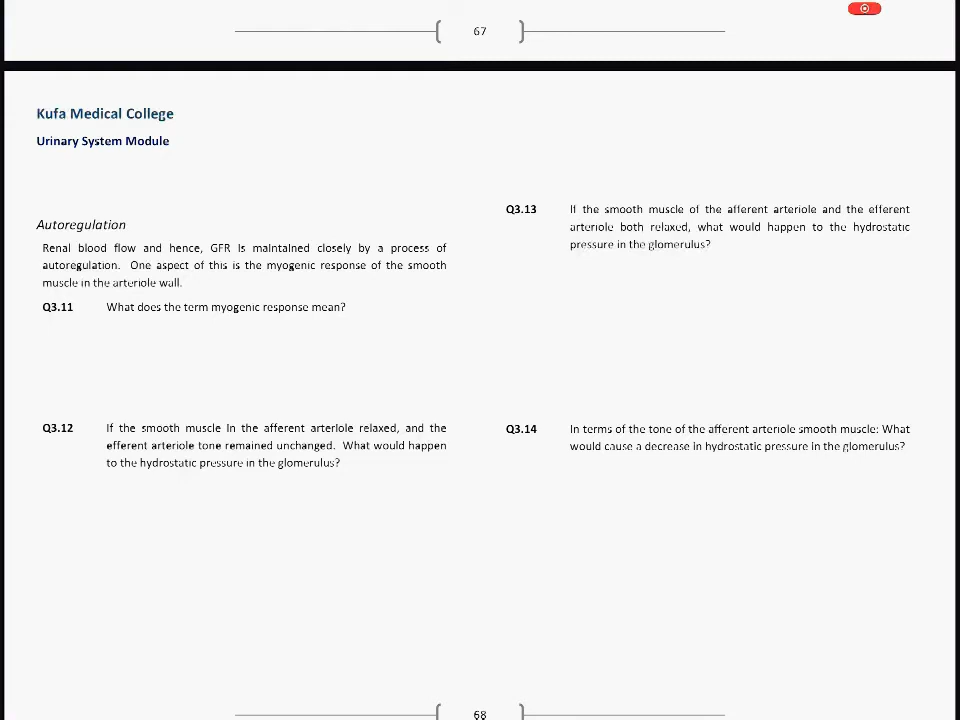 67
Kufa Medical College
Urinary System Module
Autoregulation
Renal blood flow and hence, GFR is maintained closely by a process of
autoregulation. One aspect of this is the myogenic response of the smooth
muscle in the arteriole wall.
Q3.11 What does the term myogenic response mean?
Q3.12 If the smooth muscle in the afferent arteriole relaxed, and the
efferent arteriole tone remained unchanged. What would happen
to the hydrostatic pressure in the glomerulus?
Q3.13 If the smooth muscle of the afferent arteriole and the efferent
arteriole both relaxed, what would happen to the hydrostatic
pressure in the glomerulus?
Q3.14 In terms of the tone of the afferent arteriole smooth muscle: What
would cause a decrease in hydrostatic pressure in the glomerulus?
68